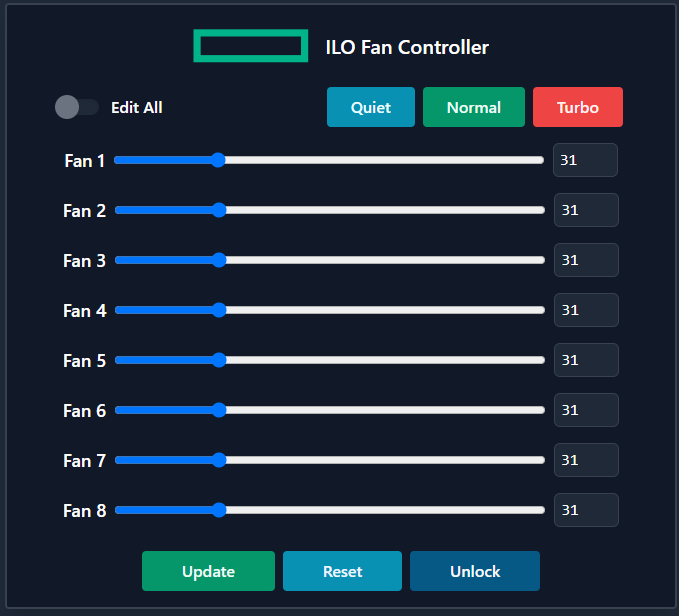 ILO Fan Controller
Edit All Quiet Normal Turbo
Fan 1 31
Fan 2 31
Fan 3 31
Fan 4 31
Fan 5 31
Fan 6 31
Fan 7 31
Fan 8 31
Update Reset Unlock